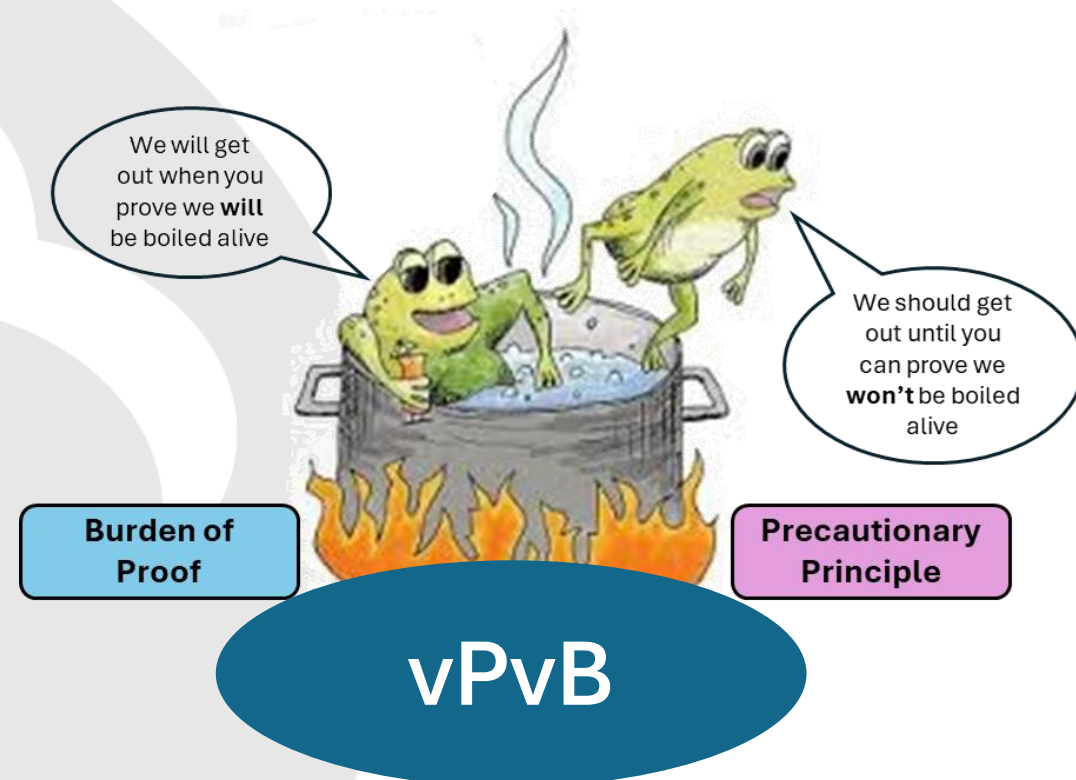 We will get
out when you
prove we will
be boiled alive
We should get
out until you
can prove we
won't be boiled
alive
Burden of
Proof
Precautionary
Principle
vPvB